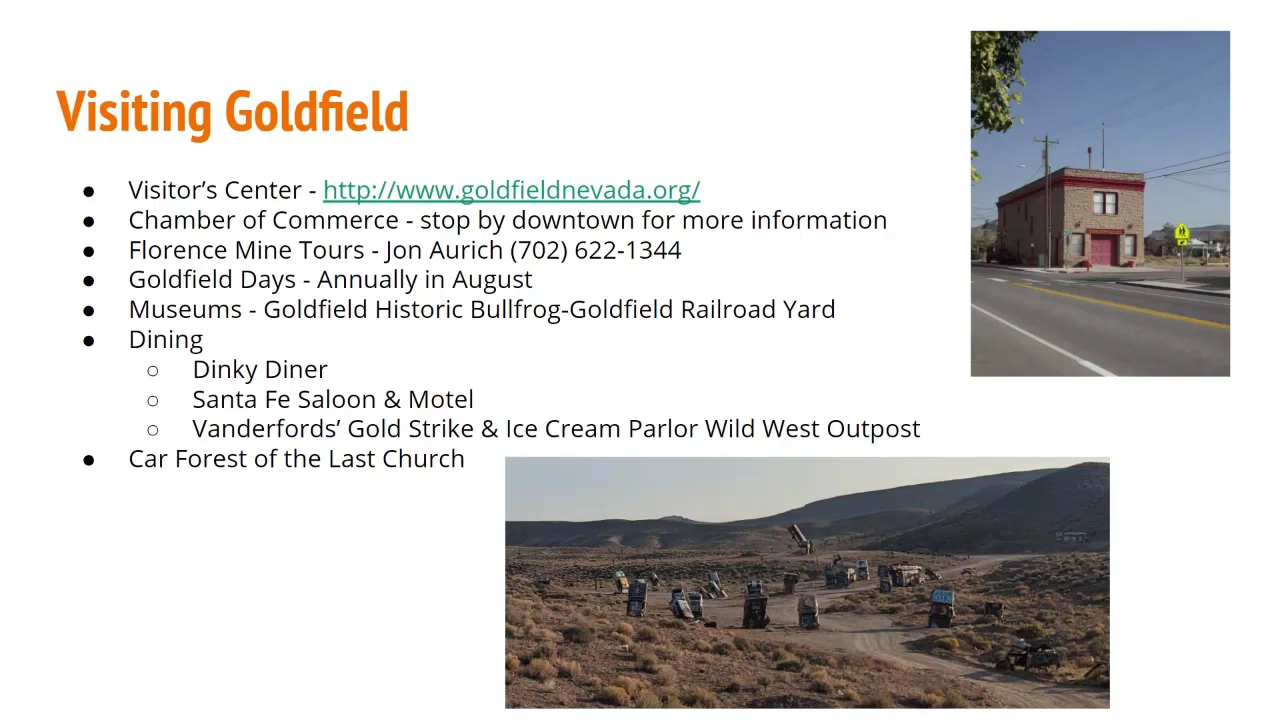 Visiting Goldfield
● Visitor’s Center - http://www.goldfieldnevada.org/
● Chamber of Commerce - stop by downtown for more information
● Florence Mine Tours - Jon Aurich (702) 622-1344
● Goldfield Days - Annually in August
● Museums - Goldfield Historic Bullfrog-Goldfield Railroad Yard
● Dining
○ Dinky Diner
○ Santa Fe Saloon & Motel
○ Vanderfords’ Gold Strike & Ice Cream Parlor Wild West Outpost
● Car Forest of the Last Church